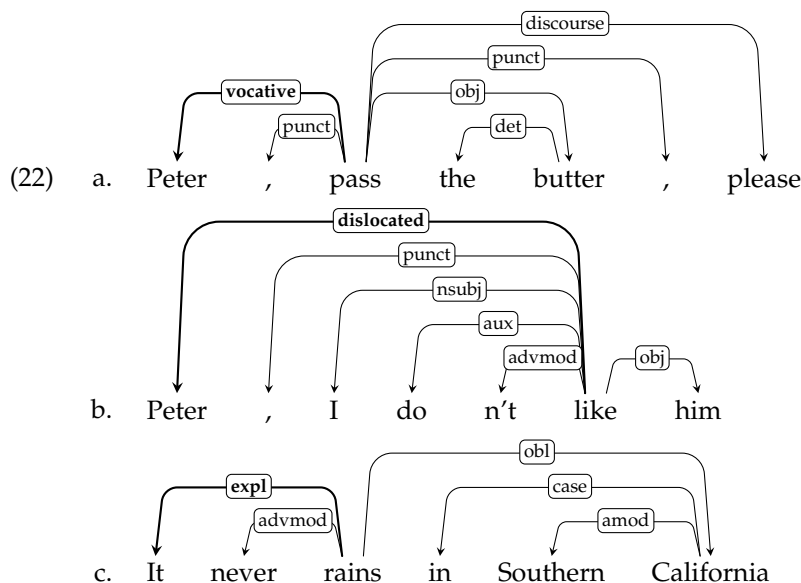 discourse
punct
vocative obj
punct det
(22) a. Peter , pass the butter , please
dislocated
punct
nsubj
aux
advmod obj
b. Peter , I do n't like him
obl
expl case
advmod amod
c. It never rains in Southern California